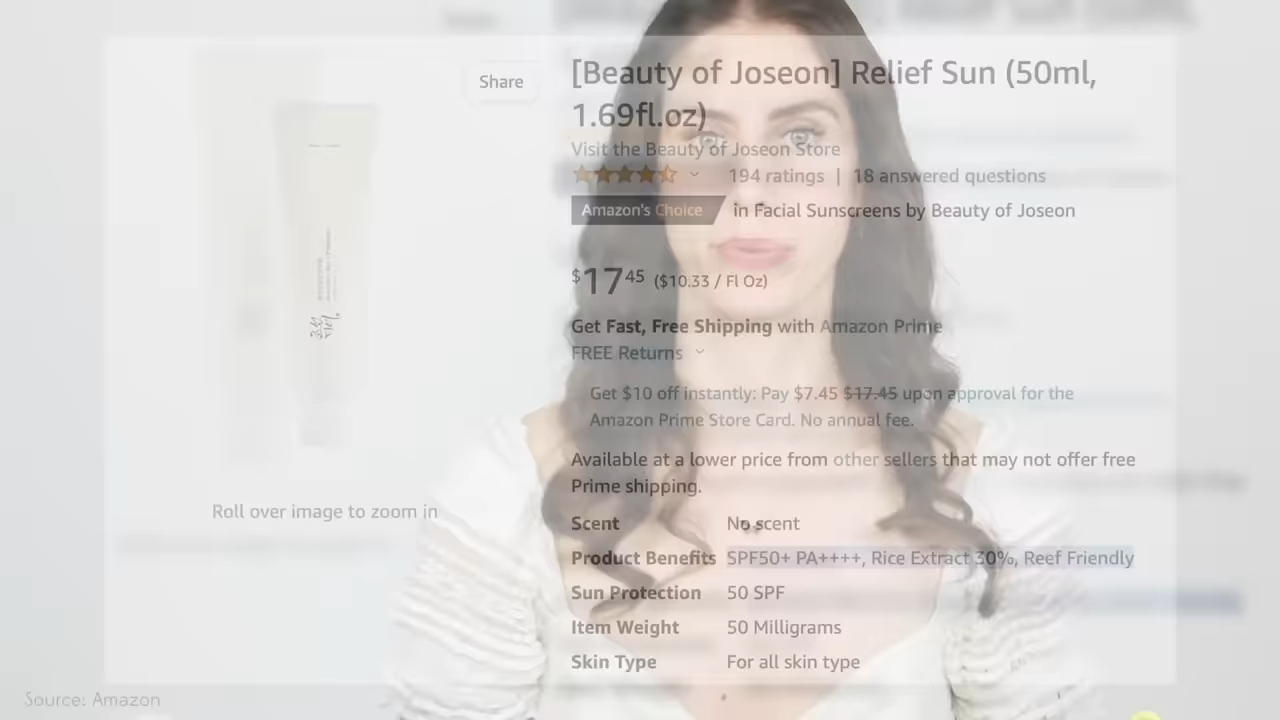 Share
[Beauty of Joseon] Relief Sun (50ml,
1.69fl.oz)
Visit the Beauty of Joseon Store
194 ratings | 18 answered questions
Amazon's Choice in Facial Sunscreens by Beauty of Joseon
$17 45 ($10.33 / Fl Oz)
Get Fast, Free Shipping with Amazon Prime
FREE Returns
Get $10 off instantly: Pay $7.45 $17.45 upon approval for the
Amazon Prime Store Card. No annual fee.
Available at a lower price from other sellers that may not offer free
Prime shipping.
Roll over image to zoom in
Scent No scent
Product Benefits SPF50+ PA++++, Rice Extract 30%, Reef Friendly
Sun Protection 50 SPF
Item Weight 50 Milligrams
Skin Type For all skin type
Source: Amazon